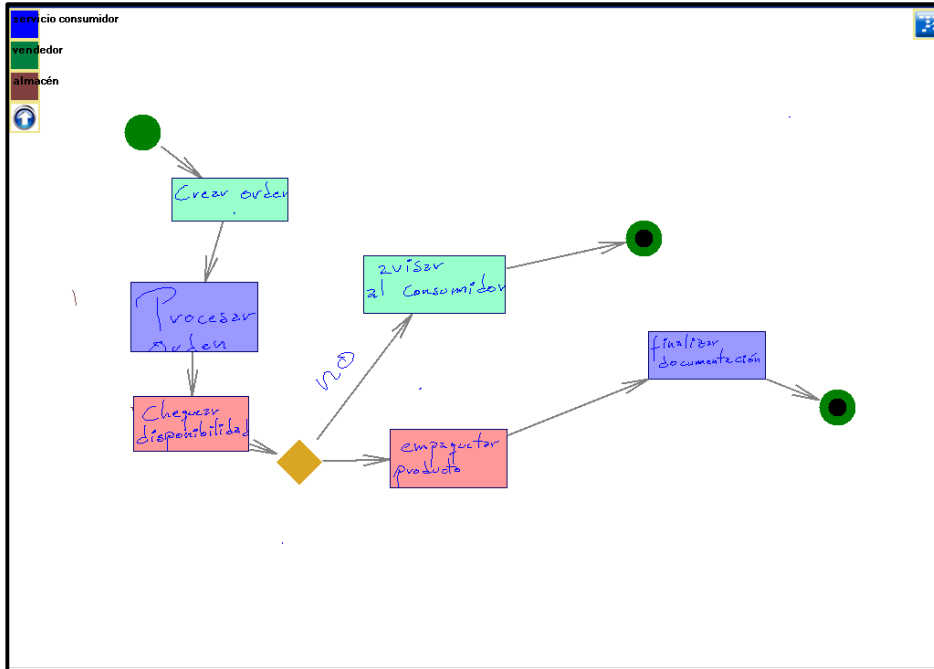 servicio consumidor
vendedor
almacén
Crear orden
Procesar
orden
Chequear
disponibilidad
no
avisar
al consumidor
empaquetar
producto
finalizar
documentación